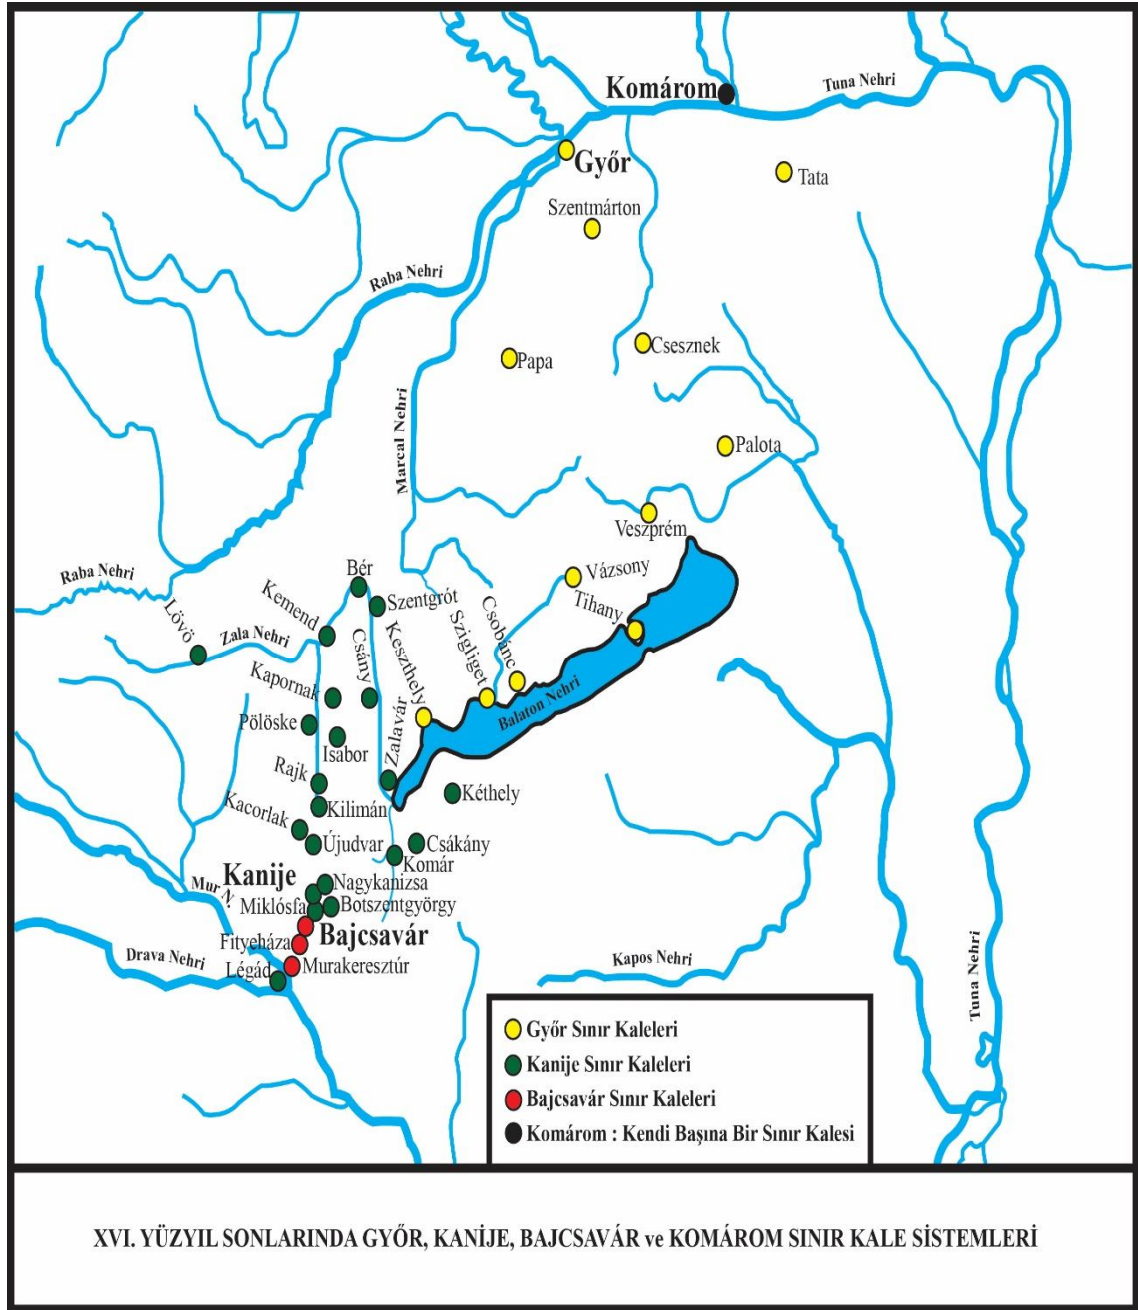 Komárom
Tuna Nehri
Győr
Tata
Szentmárton
Raba Nehri
Csesznek
Papa
Marcal Nehri
Palota
Veszprém
Raba Nehri
Bér
Vázsony
Lövö
Kemend
Szentgrót
Tihany
Zala Nehri
Csány
Keszthely
Szigliget
Csobánc
Kapornak
Balaton Nehri
Pölöske
Isabor
Zalavár
Rajk
Kéthely
Kilimán
Kacorlak
Újudvar
Csákány
Komár
Kanije
Nagykanizsa
Mur N.
Miklósfa
Botszentgyörgy
Bajcsavár
Fityeháza
Drava Nehri
Murakeresztúr
Légád
Kapos Nehri
Tuna Nehri
Győr Sınır Kaleleri
Kanije Sınır Kaleleri
Bajcsavár Sınır Kaleleri
Komárom : Kendi Başına Bir Sınır Kalesi
XVI. YÜZYIL SONLARINDA GYŐR, KANİJE, BAJCSAVÁR ve KOMÁROM SINIR KALE SİSTEMLERİ